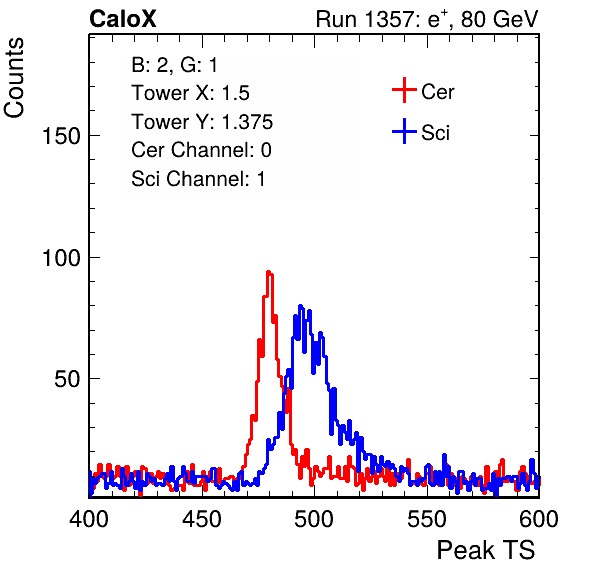 CaloX Run 1357: e⁺, 80 GeV
Counts
B: 2, G: 1
Tower X: 1.5
Tower Y: 1.375
Cer Channel: 0
Sci Channel: 1
Cer
Sci
150
100
50
400 450 500 550 600
Peak TS